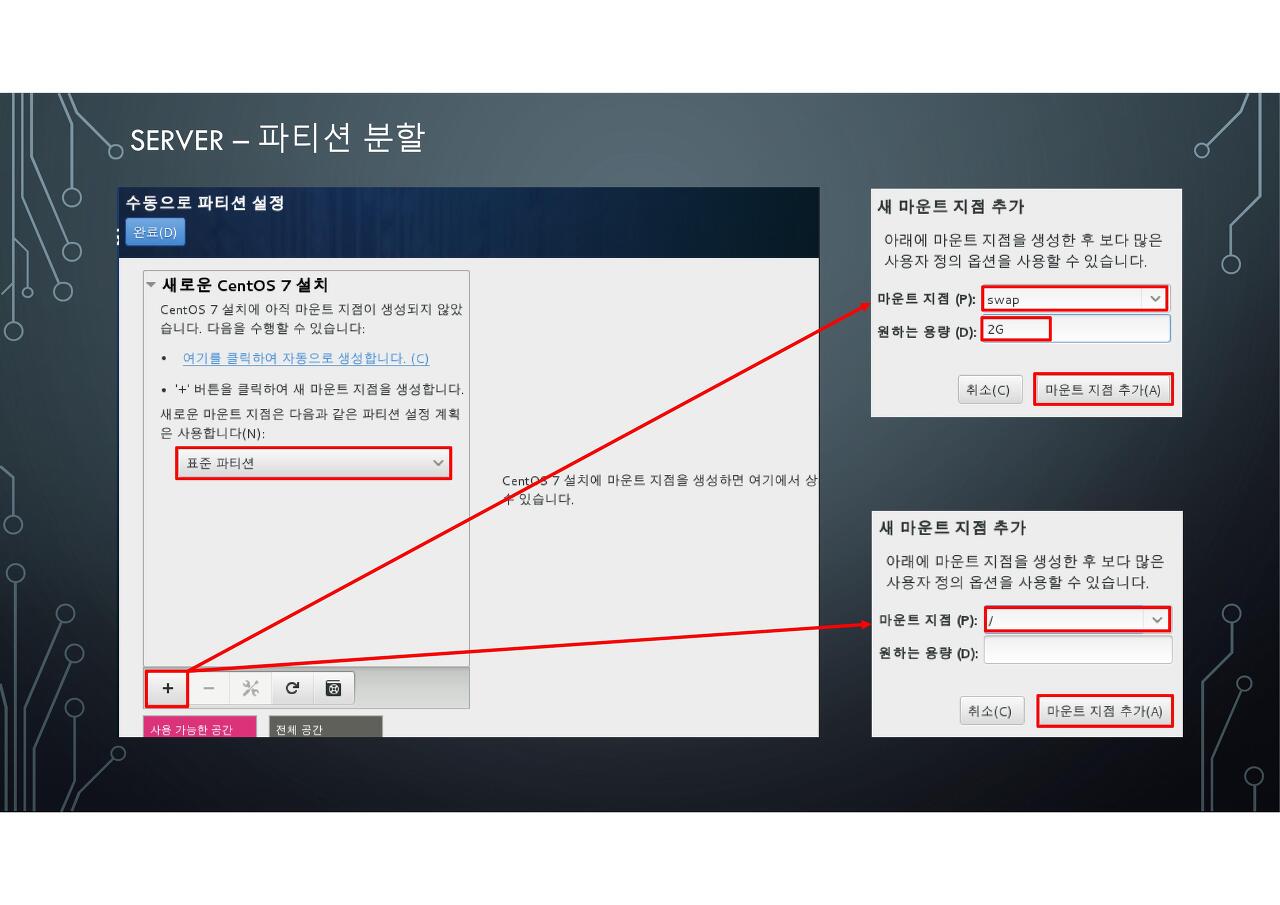 SERVER – 파티션 분할
수동으로 파티션 설정
완료(D)
새로운 CentOS 7 설치
CentOS 7 설치에 아직 마운트 지점이 생성되지 않았
습니다. 다음을 수행할 수 있습니다:
• 여기를 클릭하여 자동으로 생성합니다. (C)
• '+' 버튼을 클릭하여 새 마운트 지점을 생성합니다.
새로운 마운트 지점은 다음과 같은 파티션 설정 계획
은 사용합니다(N):
표준 파티션
CentOS 7 설치에 마운트 지점을 생성하면 여기에서 상
수 있습니다.
+ −
사용 가능한 공간
전체 공간
새 마운트 지점 추가
아래에 마운트 지점을 생성한 후 보다 많은
사용자 정의 옵션을 사용할 수 있습니다.
마운트 지점 (P): swap
원하는 용량 (D): 2G
취소(C) 마운트 지점 추가(A)
새 마운트 지점 추가
아래에 마운트 지점을 생성한 후 보다 많은
사용자 정의 옵션을 사용할 수 있습니다.
마운트 지점 (P): /
원하는 용량 (D):
취소(C) 마운트 지점 추가(A)